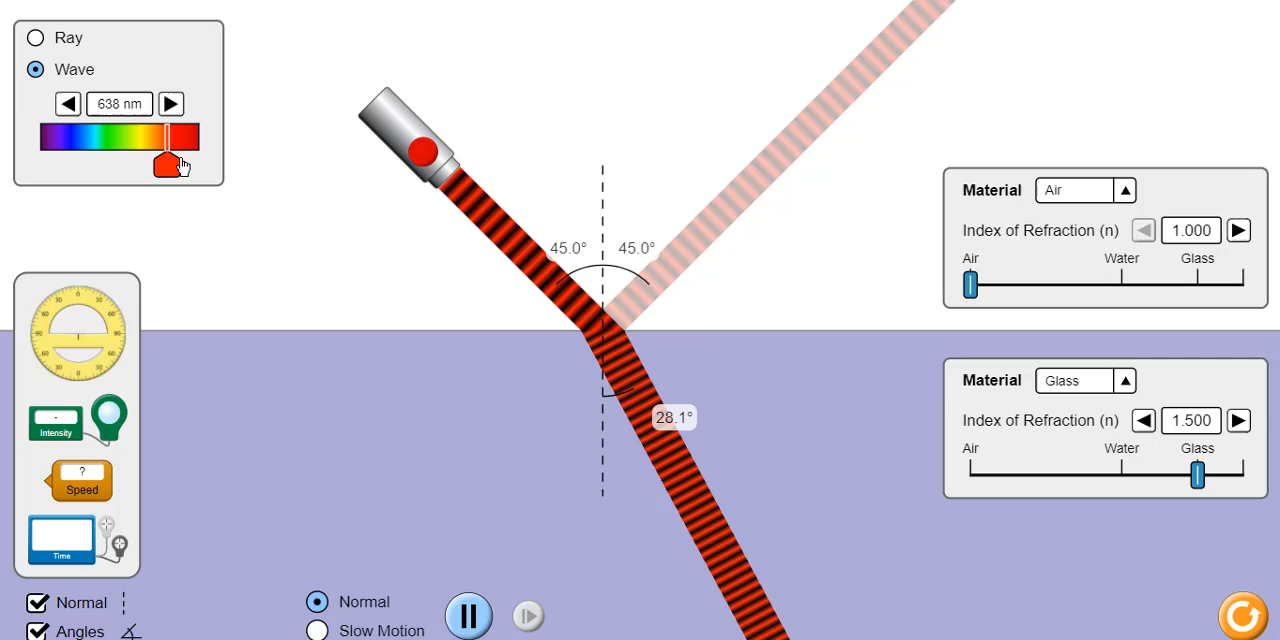 Ray
Wave
638 nm
45.0° 45.0°
28.1°
Material Air
Index of Refraction (n) 1.000
Air Water Glass
Material Glass
Index of Refraction (n) 1.500
Air Water Glass
-
Intensity
?
Speed
Time
Normal
Angles
Normal
Slow Motion